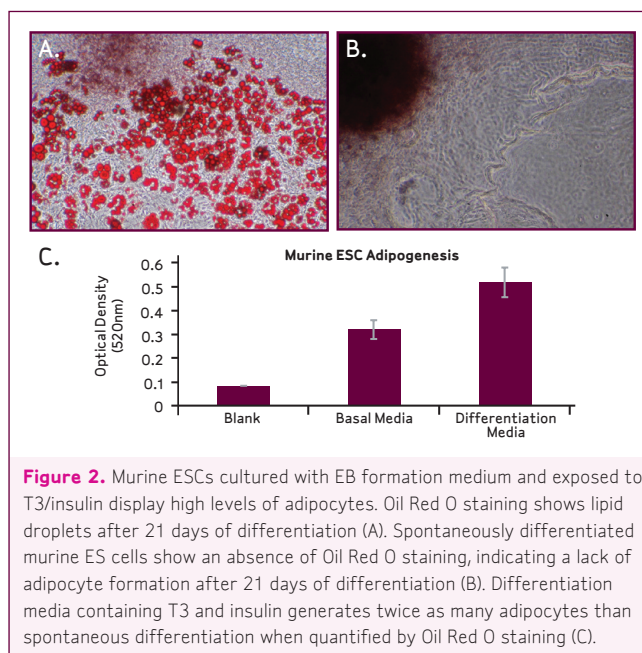 A.
B.
C.
Murine ESC Adipogenesis
Optical Density
(520nm)
0.6
0.5
0.4
0.3
0.2
0.1
0
Blank
Basal Media
Differentiation
Media
Figure 2. Murine ESCs cultured with EB formation medium and exposed to
T3/insulin display high levels of adipocytes. Oil Red O staining shows lipid
droplets after 21 days of differentiation (A). Spontaneously differentiated
murine ES cells show an absence of Oil Red O staining, indicating a lack of
adipocyte formation after 21 days of differentiation (B). Differentiation
media containing T3 and insulin generates twice as many adipocytes than
spontaneous differentiation when quantified by Oil Red O staining (C).